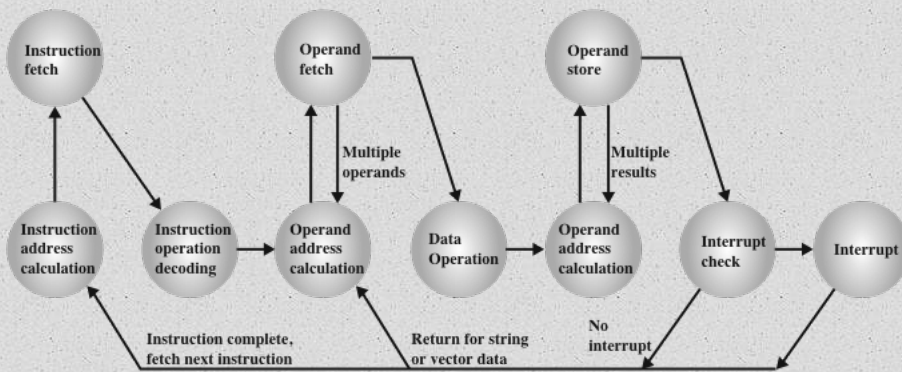 Instruction
fetch
Operand
fetch
Operand
store
Multiple
operands
Multiple
results
Instruction
address
calculation
Instruction
operation
decoding
Operand
address
calculation
Data
Operation
Operand
address
calculation
Interrupt
check
Interrupt
Instruction complete,
fetch next instruction
Return for string
or vector data
No
interrupt